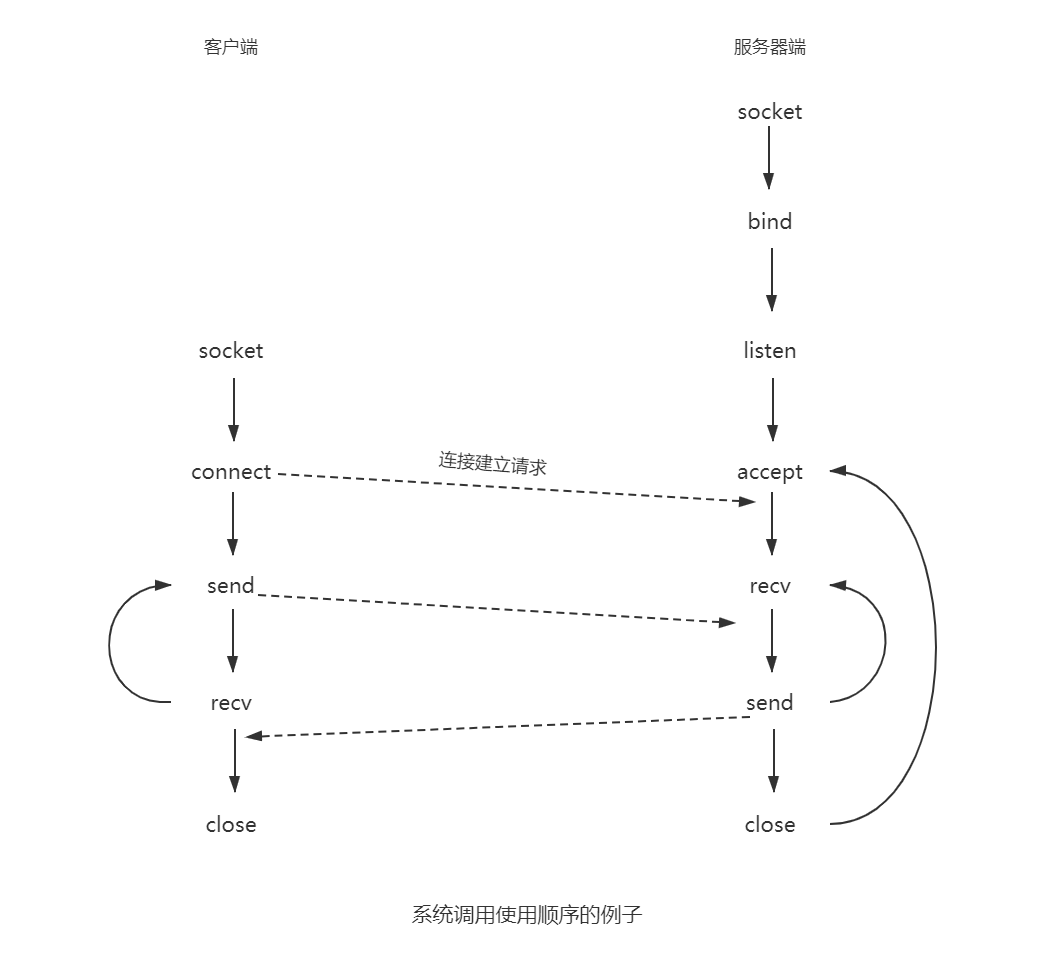 客户端
服务器端
socket
bind
socket
listen
connect
连接建立请求
accept
send
recv
recv
send
close
close
系统调用使用顺序的例子